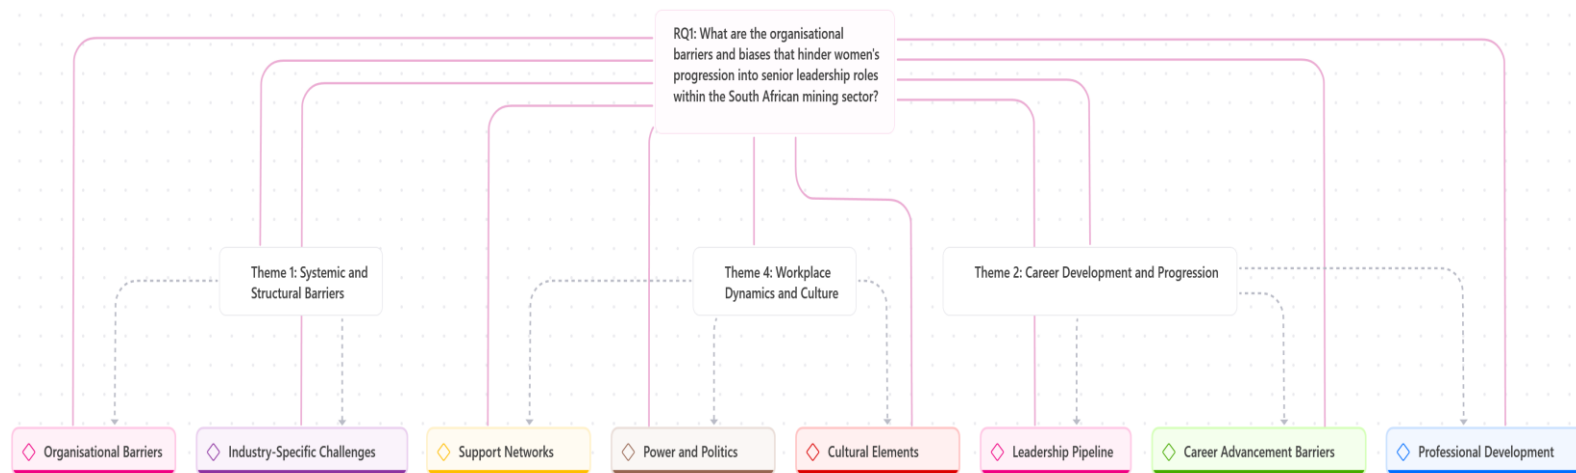 RQ1: What are the organisational
barriers and biases that hinder women's
progression into senior leadership roles
within the South African mining sector?
Theme 1: Systemic and
Structural Barriers
Theme 4: Workplace
Dynamics and Culture
Theme 2: Career Development and Progression
Organisational Barriers
Industry-Specific Challenges
Support Networks
Power and Politics
Cultural Elements
Leadership Pipeline
Career Advancement Barriers
Professional Development